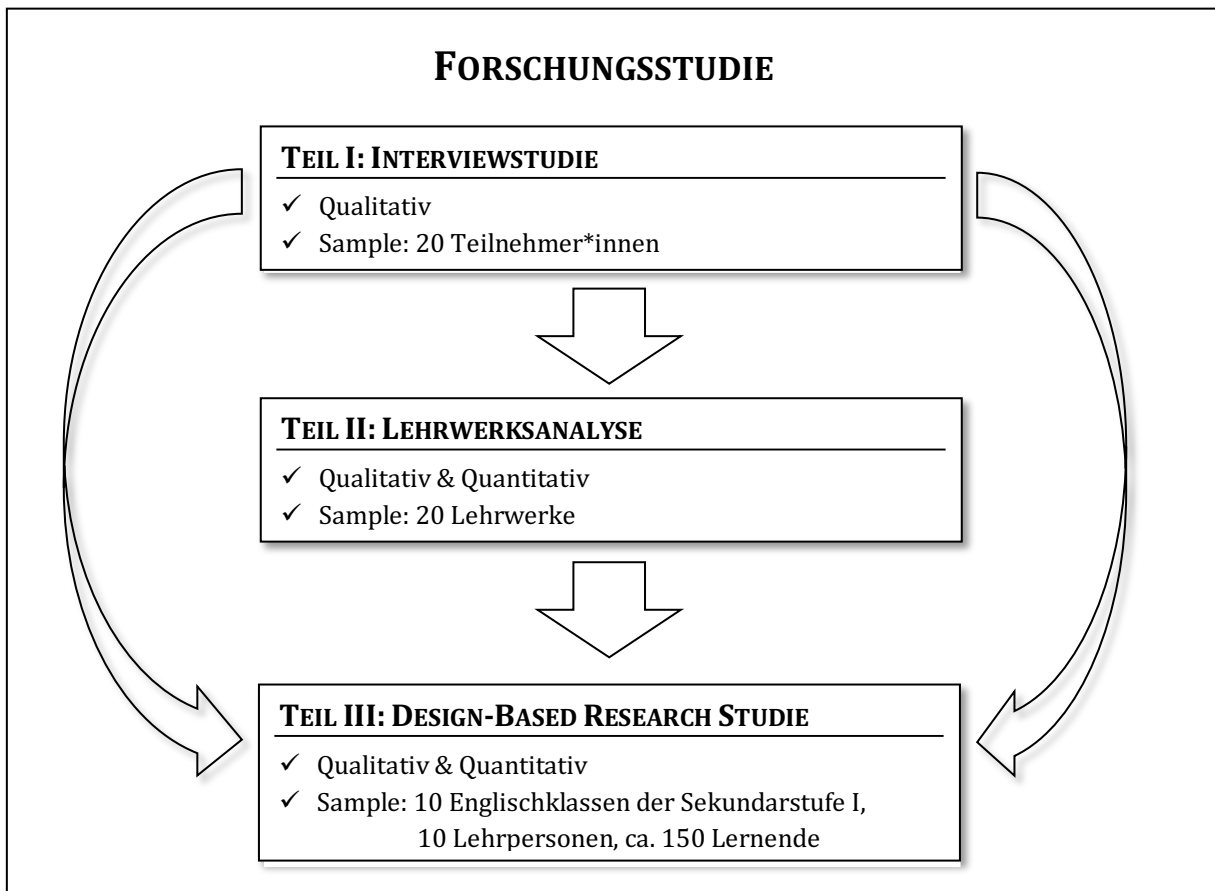 FORSCHUNGSSTUDIE
TEIL I: INTERVIEWSTUDIE
✓ Qualitativ
✓ Sample: 20 Teilnehmer*innen
TEIL II: LEHRWERKSANALYSE
✓ Qualitativ & Quantitativ
✓ Sample: 20 Lehrwerke
TEIL III: DESIGN-BASED RESEARCH STUDIE
✓ Qualitativ & Quantitativ
✓ Sample: 10 Englischklassen der Sekundarstufe I,
10 Lehrpersonen, ca. 150 Lernende